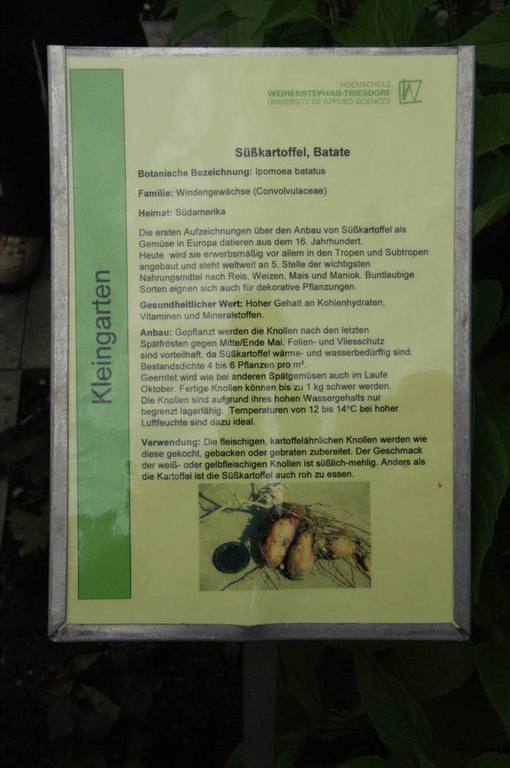 HOCHSCHULE
WEIHENSTEPHAN-TRIESDORF
UNIVERSITY OF APPLIED SCIENCES
Kleingarten
Süßkartoffel, Batate
Botanische Bezeichnung: Ipomoea batatus
Familie: Windengewächse (Convolvulaceae)
Heimat: Südamerika
Die ersten Aufzeichnungen über den Anbau von Süßkartoffel als
Gemüse in Europa datieren aus dem 16. Jahrhundert.
Heute wird sie erwerbsmäßig vor allem in den Tropen und Subtropen
angebaut und steht weltweit an 5. Stelle der wichtigsten
Nahrungsmittel nach Reis, Weizen, Mais und Maniok. Buntlaubige
Sorten eignen sich auch für dekorative Pflanzungen.
Gesundheitlicher Wert: Hoher Gehalt an Kohlenhydraten,
Vitaminen und Mineralstoffen.
Anbau: Gepflanzt werden die Knollen nach den letzten
Spätfrösten gegen Mitte/Ende Mai. Folien- und Vliesschutz
sind vorteilhaft, da Süßkartoffel wärme- und wasserbedürftig sind.
Bestandsdichte 4 bis 6 Pflanzen pro m².
Geerntet wird wie bei anderen Spätgemüsen auch im Laufe
Oktober. Fertige Knollen können bis zu 1 kg schwer werden.
Die Knollen sind aufgrund ihres hohen Wassergehalts nur
begrenzt lagerfähig. Temperaturen von 12 bis 14°C bei hoher
Luftfeuchte sind dazu ideal.
Verwendung: Die fleischigen, kartoffelähnlichen Knollen werden wie
diese gekocht, gebacken oder gebraten zubereitet. Der Geschmack
der weiß- oder gelbfleischigen Knollen ist süßlich-mehlig. Anders als
die Kartoffel ist die Süßkartoffel auch roh zu essen.